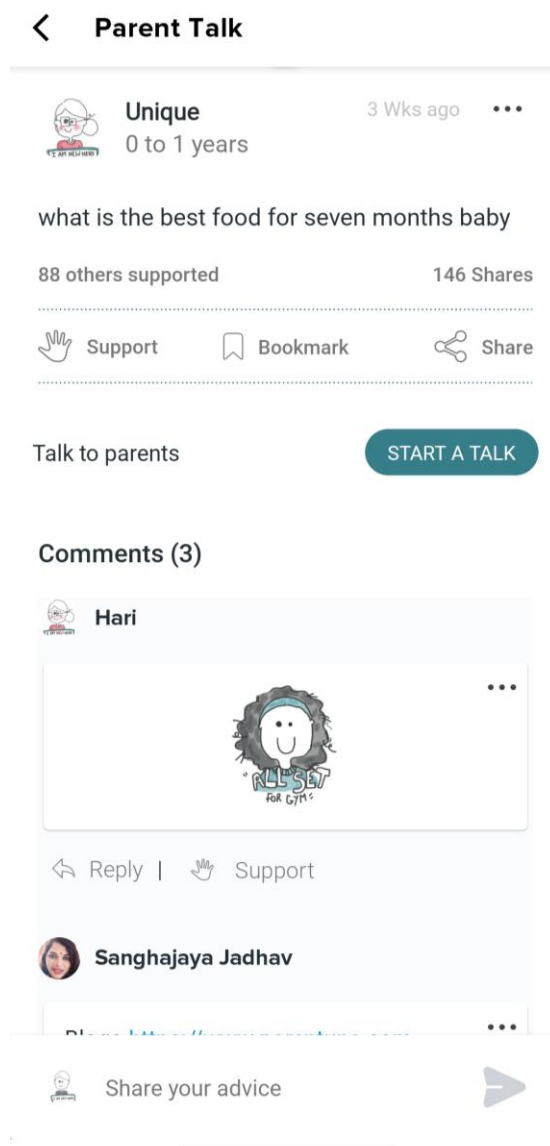 Parent Talk
Unique
3 Wks ago
0 to 1 years
what is the best food for seven months baby
88 others supported
146 Shares
Support
Bookmark
Share
Talk to parents
START A TALK
Comments (3)
Hari
"ALL SET"
FOR GYM
Reply |
Support
Sanghajaya Jadhav
Share your advice